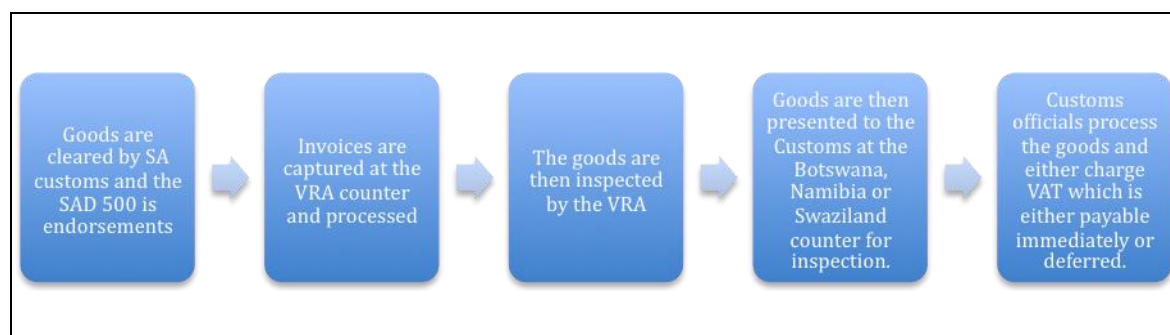 Goods are
cleared by SA
customs and the
SAD 500 is
endorsements
Invoices are
captured at the
VRA counter
and processed
The goods are
then inspected
by the VRA
Goods are then
presented to the
Customs at the
Botswana,
Namibia or
Swaziland
counter for
inspection.
Customs
officials process
the goods and
either charge
VAT which is
either payable
immediately or
deferred.